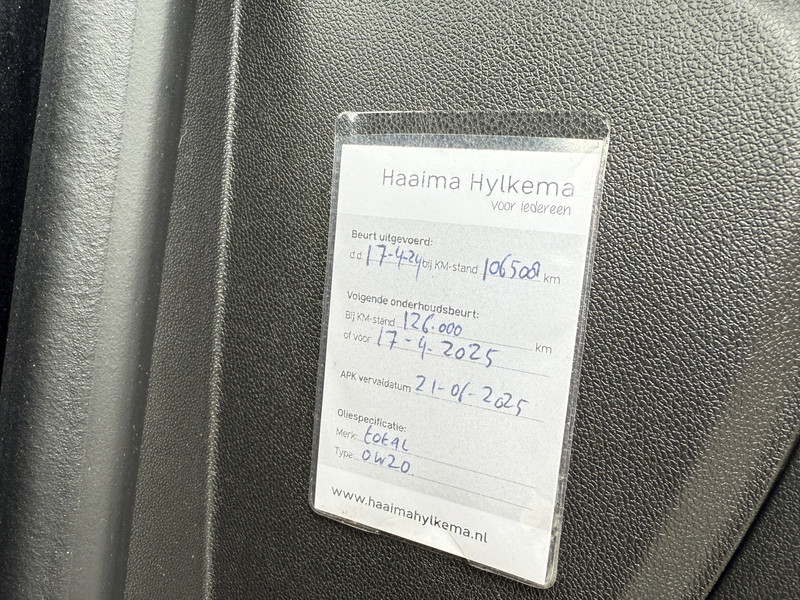 Haaima Hylkema
voor iedereen
Beurt uitgevoerd:
d.d. 17-4-24 bij KM-stand 106508 km
Volgende onderhoudsbeurt:
Bij KM-stand 126.000 km
of vóór 17-4-2025
APK vervaldatum 21-06-2025
Oliespecificatie:
Merk: total
Type: 0W20
www.haaimahylkema.nl